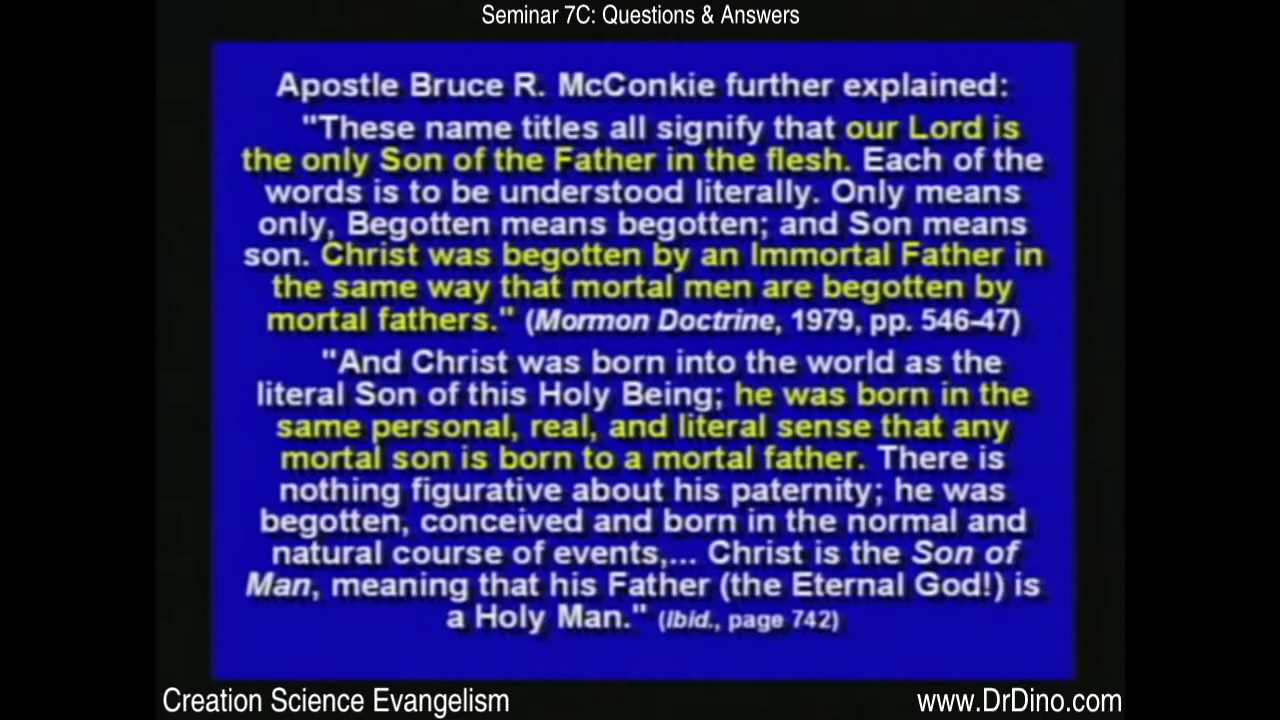 Seminar 7C: Questions & Answers
Apostle Bruce R. McConkie further explained:
"These name titles all signify that our Lord is
the only Son of the Father in the flesh. Each of the
words is to be understood literally. Only means
only, Begotten means begotten; and Son means
son. Christ was begotten by an Immortal Father in
the same way that mortal men are begotten by
mortal fathers." (Mormon Doctrine, 1979, pp. 546-47)
"And Christ was born into the world as the
literal Son of this Holy Being; he was born in the
same personal, real, and literal sense that any
mortal son is born to a mortal father. There is
nothing figurative about his paternity; he was
begotten, conceived and born in the normal and
natural course of events,... Christ is the Son of
Man, meaning that his Father (the Eternal God!) is
a Holy Man." (Ibid., page 742)
Creation Science Evangelism
www.DrDino.com